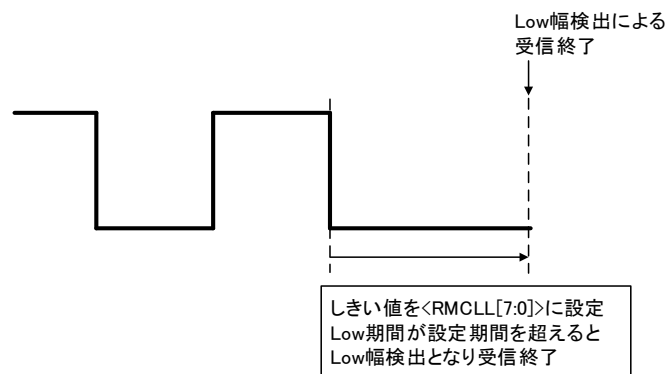 Low幅検出による
受信終了
しきい値を<RMCLL[7:0]>に設定
Low期間が設定期間を超えると
Low幅検出となり受信終了